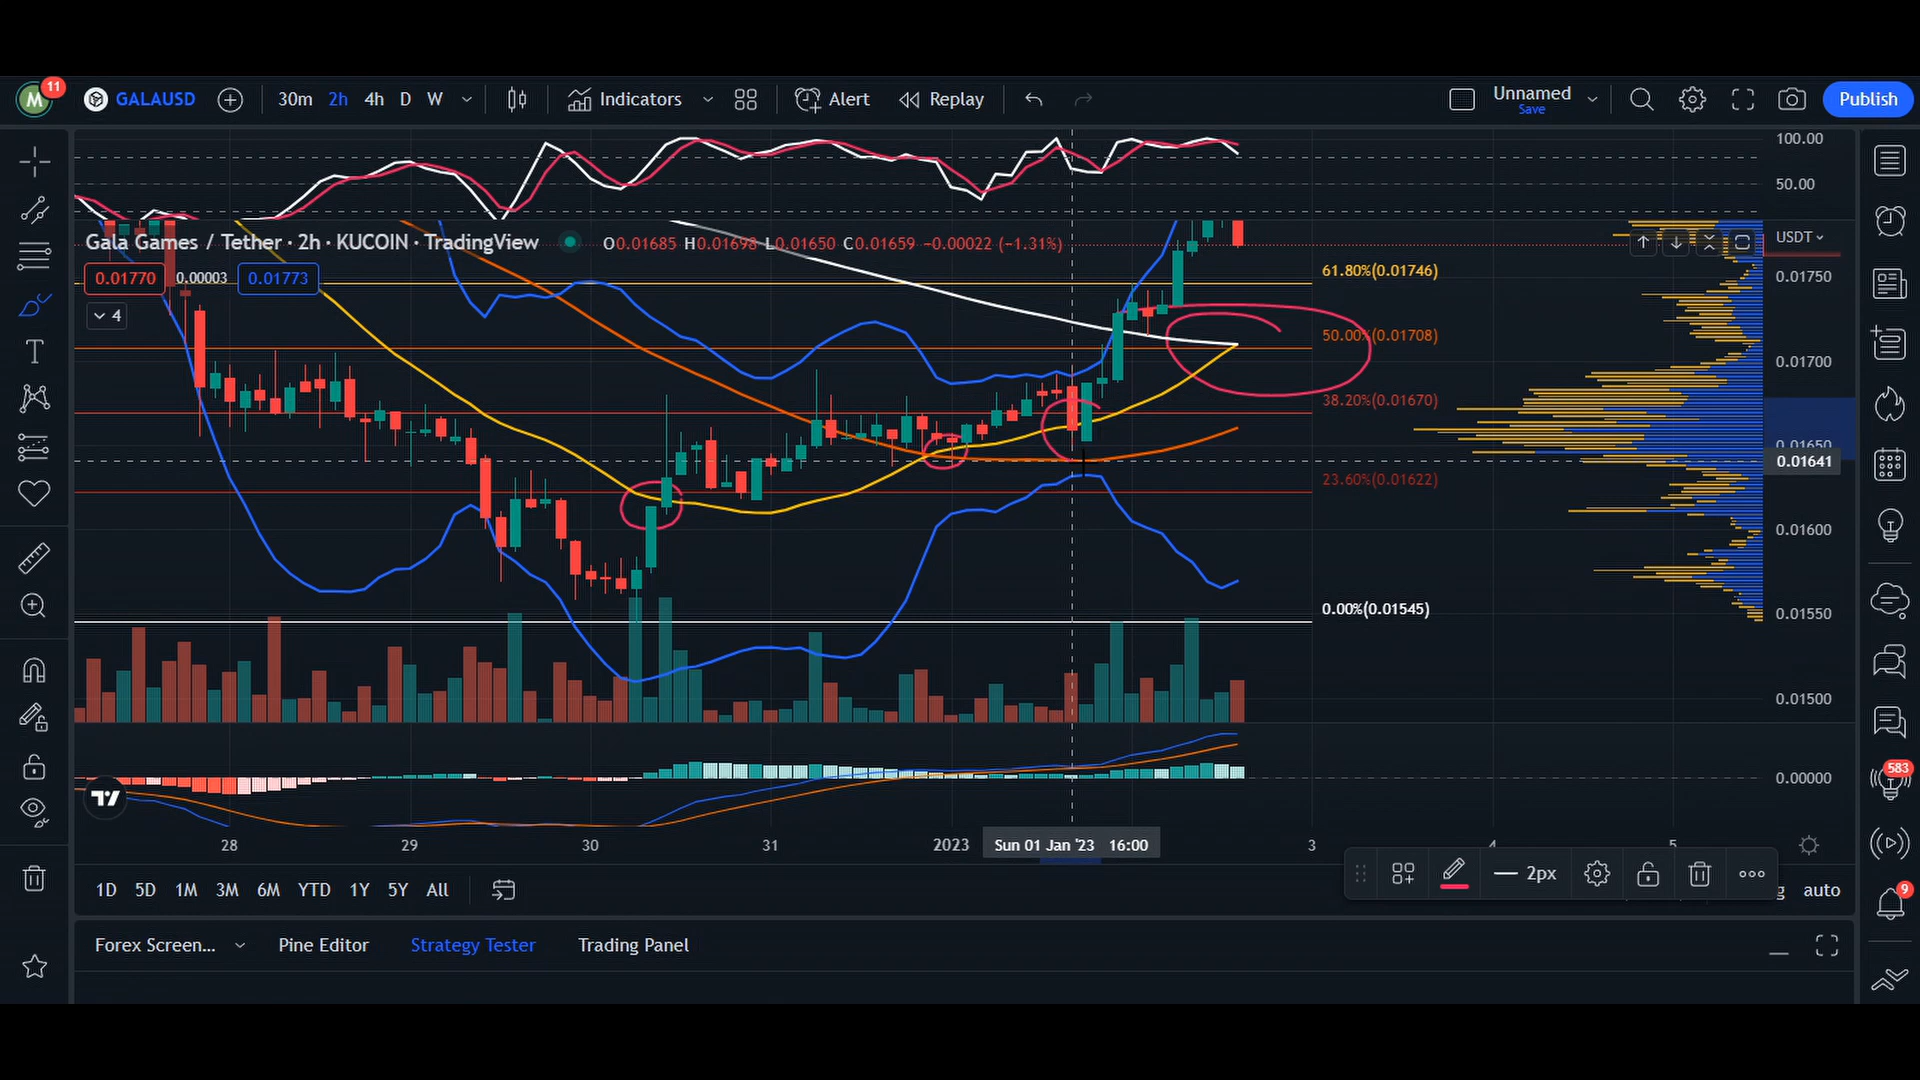 M 11 GALAUSD 30m 2h 4h D W Indicators Alert Replay Unnamed Publish
Save
100.00
50.00
Gala Games / Tether · 2h · KUCOIN · TradingView O0.01685 H0.01698 L0.01650 C0.01659 −0.00022 (−1.31%) USDT
0.01770 0.00003 0.01773
61.80%(0.01746) 0.01750
4
50.00%(0.01708)
0.01700
38.20%(0.01670)
0.01650
0.01641
23.60%(0.01622)
0.01600
0.00%(0.01545)
0.01550
0.01500
0.00000
583
28 29 30 31 2023 Sun 01 Jan '23 16:00 3 4 5
2px
1D 5D 1M 3M 6M YTD 1Y 5Y All auto
9
Forex Screen... Pine Editor Strategy Tester Trading Panel